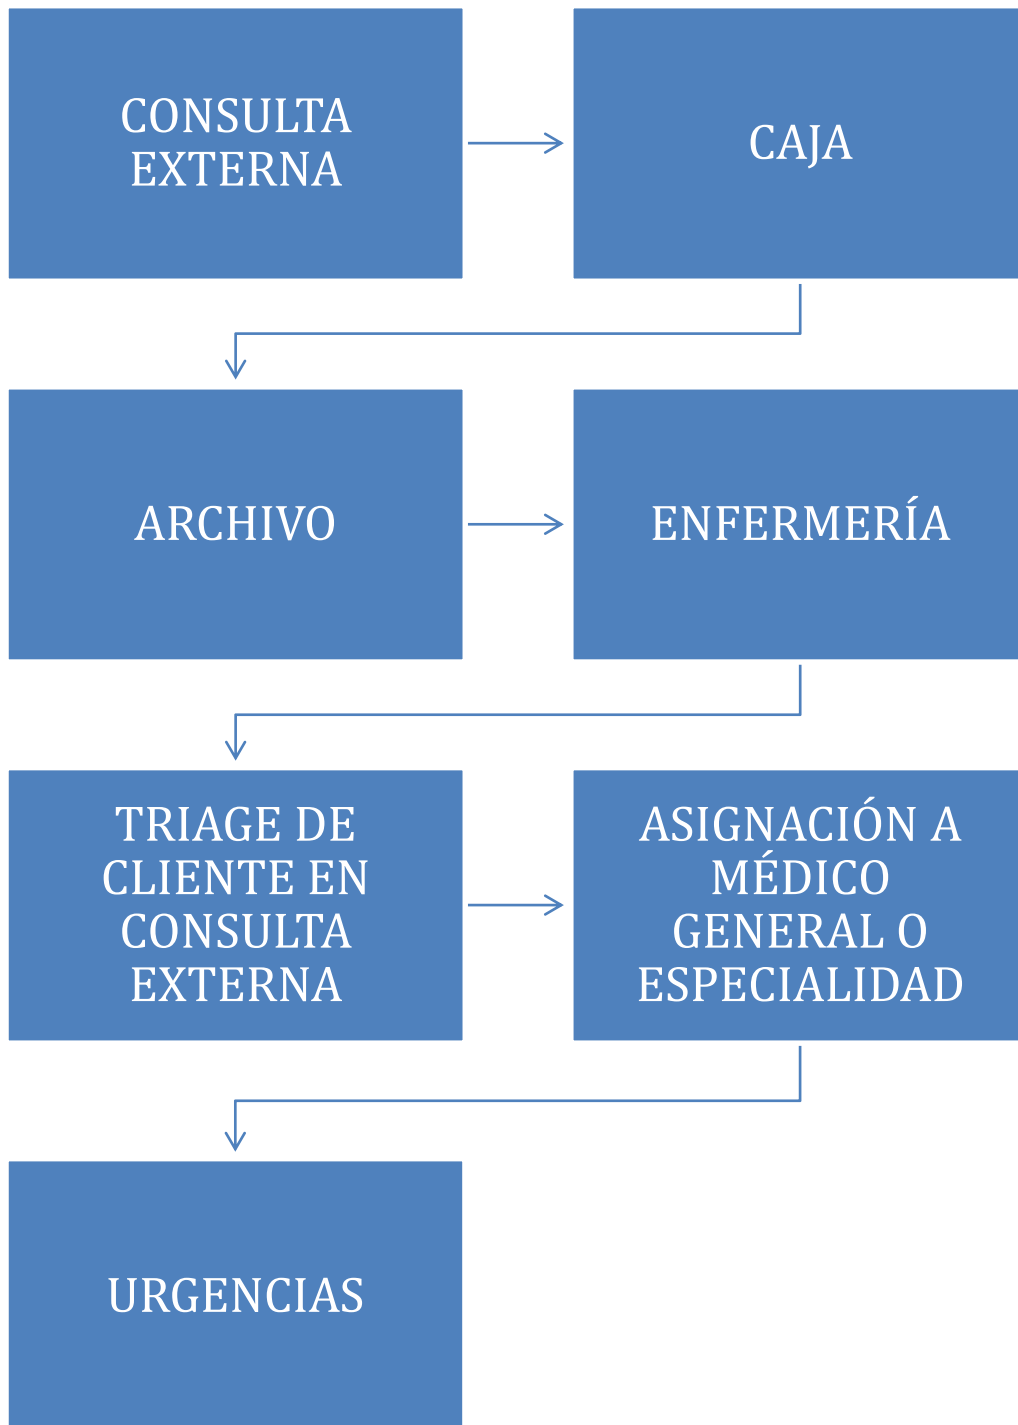 CONSULTA
EXTERNA
CAJA
ARCHIVO
ENFERMERÍA
TRIAGE DE
CLIENTE EN
CONSULTA
EXTERNA
ASIGNACIÓN A
MÉDICO
GENERAL O
ESPECIALIDAD
URGENCIAS